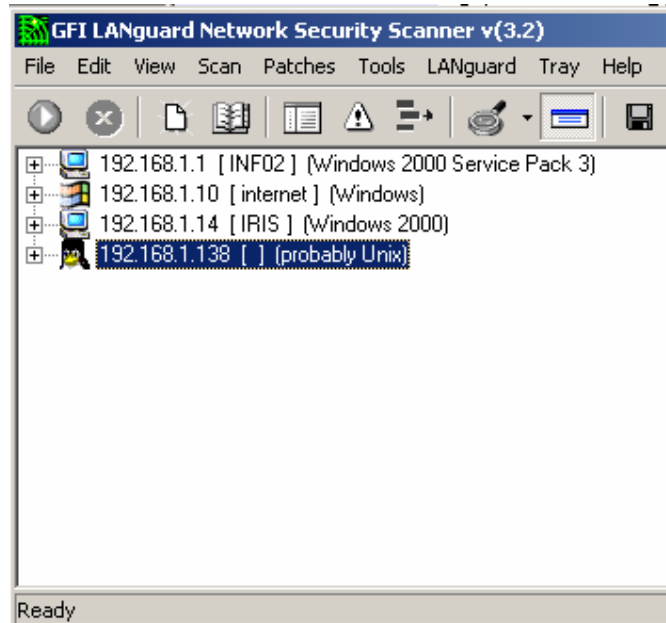 GFI LANguard Network Security Scanner v(3.2)
File Edit View Scan Patches Tools LANguard Tray Help
192.168.1.1 [ INF02 ] (Windows 2000 Service Pack 3)
192.168.1.10 [ internet ] (Windows)
192.168.1.14 [ IRIS ] (Windows 2000)
192.168.1.138 [ ] (probably Unix)
Ready